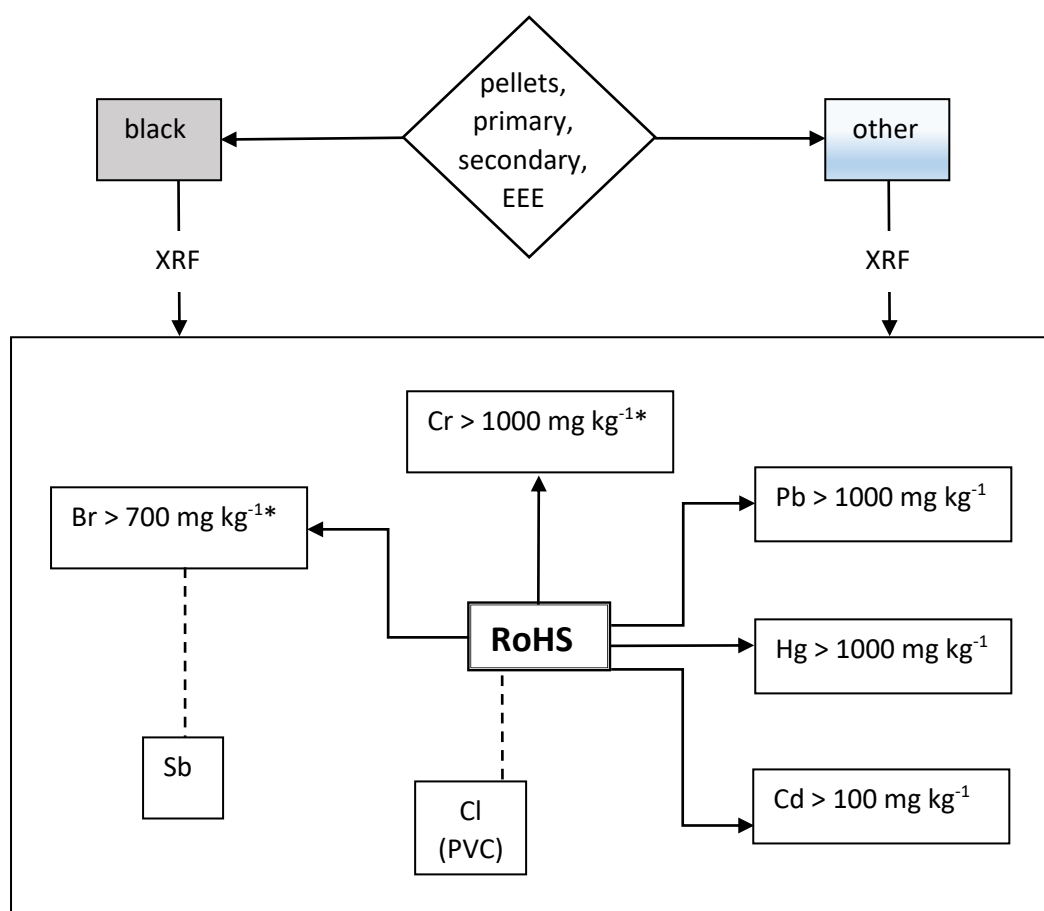 pellets,
primary,
secondary,
EEE
black
other
XRF
XRF
Cr > 1000 mg kg⁻¹*
Pb > 1000 mg kg⁻¹
Br > 700 mg kg⁻¹*
RoHS
Hg > 1000 mg kg⁻¹
Sb
Cl
(PVC)
Cd > 100 mg kg⁻¹